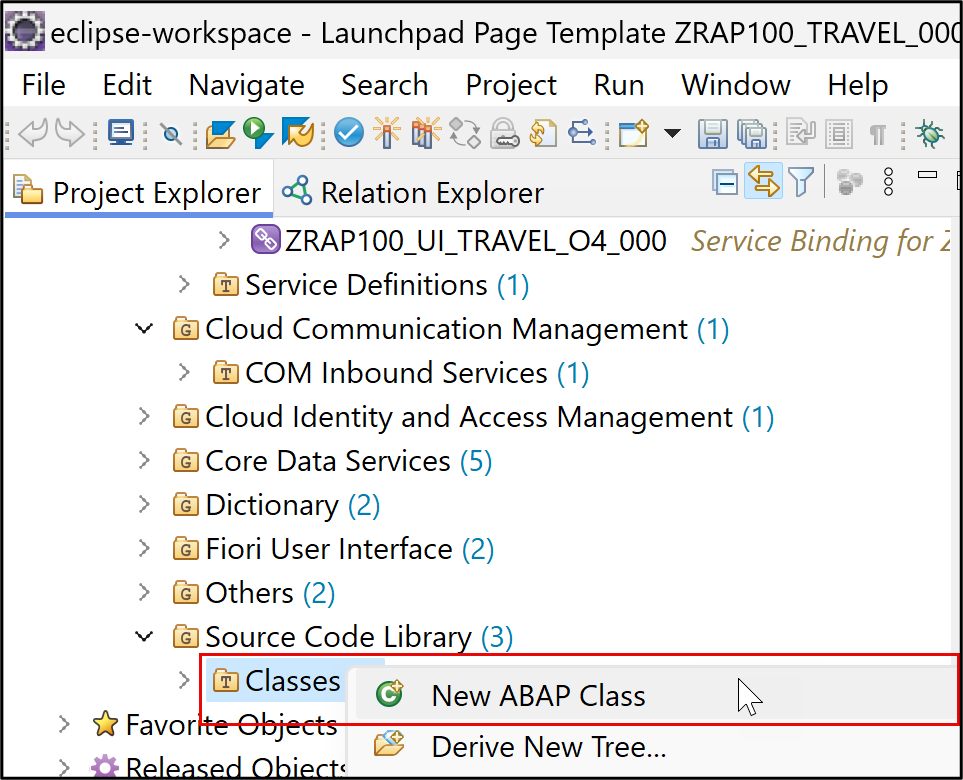 eclipse-workspace - Launchpad Page Template ZRAP100_TRAVEL_000
File Edit Navigate Search Project Run Window Help
Project Explorer Relation Explorer
ZRAP100_UI_TRAVEL_O4_000 Service Binding for
T Service Definitions (1)
G Cloud Communication Management (1)
T COM Inbound Services (1)
G Cloud Identity and Access Management (1)
G Core Data Services (5)
G Dictionary (2)
G Fiori User Interface (2)
G Others (2)
G Source Code Library (3)
T Classes
C New ABAP Class
Favorite Objects
Derive New Tree...
Released Objects